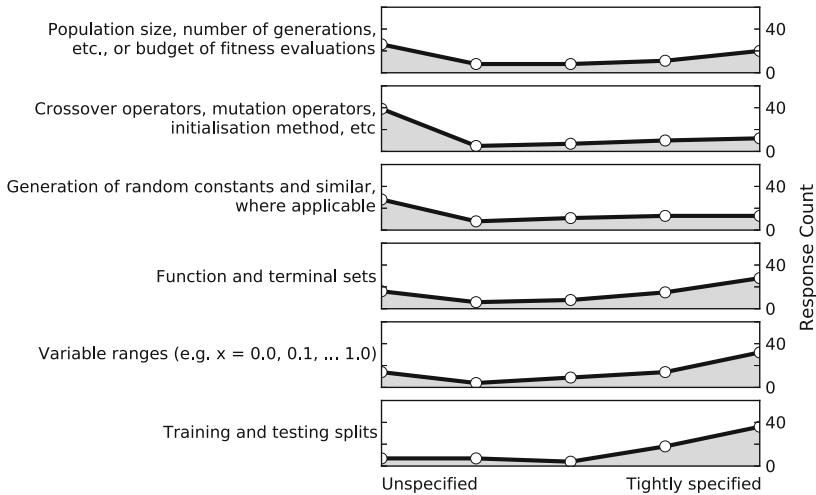 Population size, number of generations,
etc., or budget of fitness evaluations
40
0
Crossover operators, mutation operators,
initialisation method, etc
40
0
Generation of random constants and similar,
where applicable
40
0
Function and terminal sets
40
0
Variable ranges (e.g. x = 0.0, 0.1, ... 1.0)
40
0
Training and testing splits
40
0
Response Count
Unspecified
Tightly specified